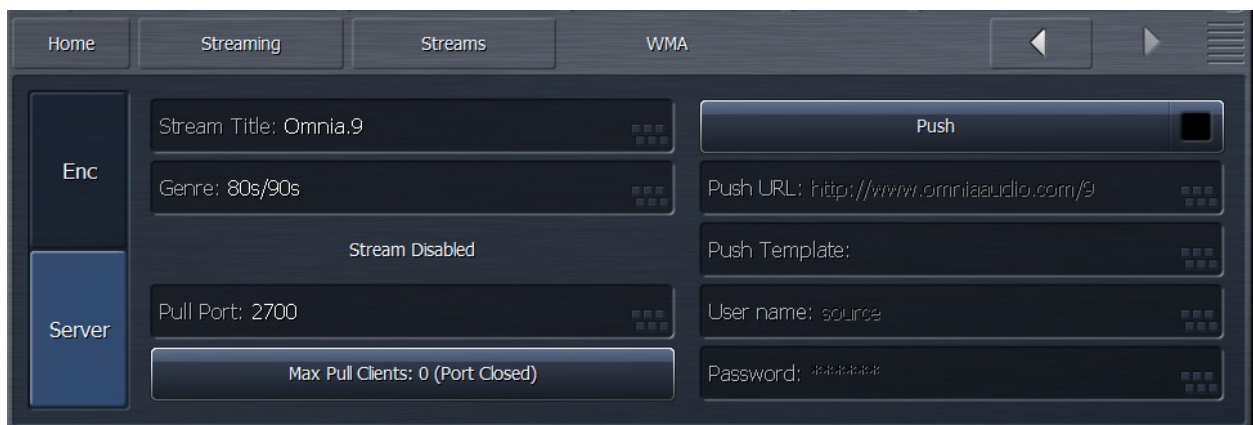 Home
Streaming
Streams
WMA
Enc
Server
Stream Title: Omnia.9
Genre: 80s/90s
Stream Disabled
Pull Port: 2700
Max Pull Clients: 0 (Port Closed)
Push
Push URL: http://www.omniaaudio.com/9
Push Template:
User name: source
Password: *******